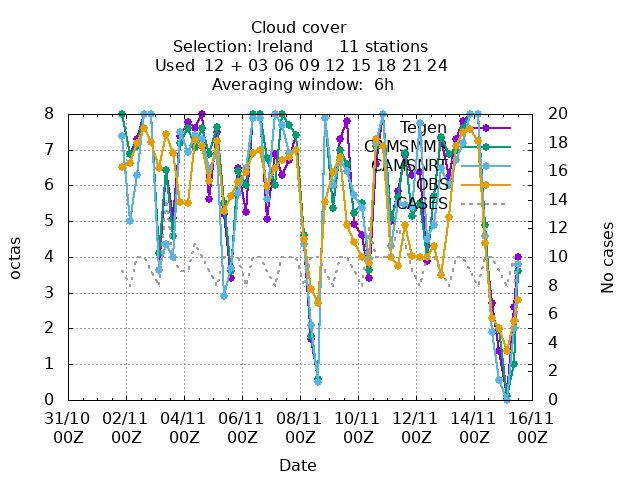 Cloud cover
Selection: Ireland 11 stations
Used 12 + 03 06 09 12 15 18 21 24
Averaging window: 6h
8 20
Tegen
7 18
CAMSMMA
6 16
CAMSNRT
OBS
5 14
CASES
4 12
3 10
2 8
1 6
0 4
2
0
octas
No cases
31/10 02/11 04/11 06/11 08/11 10/11 12/11 14/11 16/11
00Z 00Z 00Z 00Z 00Z 00Z 00Z 00Z 00Z
Date